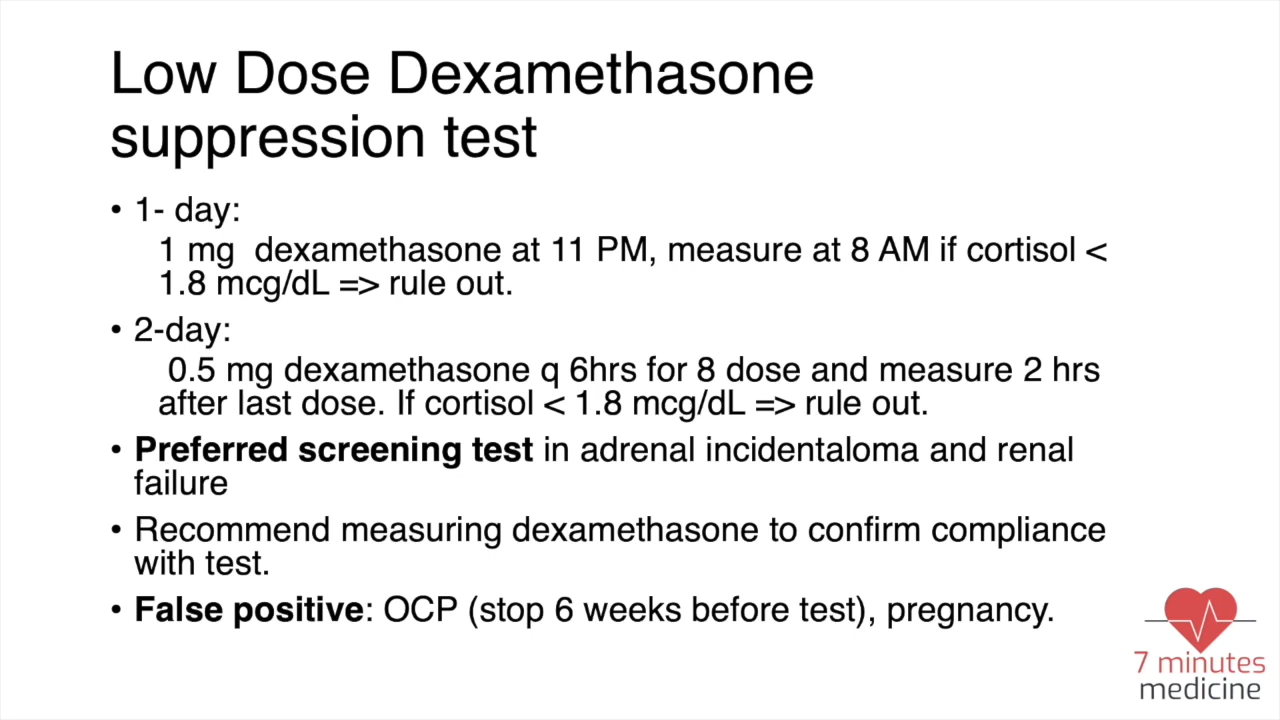 Low Dose Dexamethasone
suppression test
• 1- day:
1 mg  dexamethasone at 11 PM, measure at 8 AM if cortisol <
1.8 mcg/dL => rule out.
• 2-day:
0.5 mg dexamethasone q 6hrs for 8 dose and measure 2 hrs
after last dose. If cortisol < 1.8 mcg/dL => rule out.
• Preferred screening test in adrenal incidentaloma and renal
failure
• Recommend measuring dexamethasone to confirm compliance
with test.
• False positive: OCP (stop 6 weeks before test), pregnancy.
7 minutes
medicine